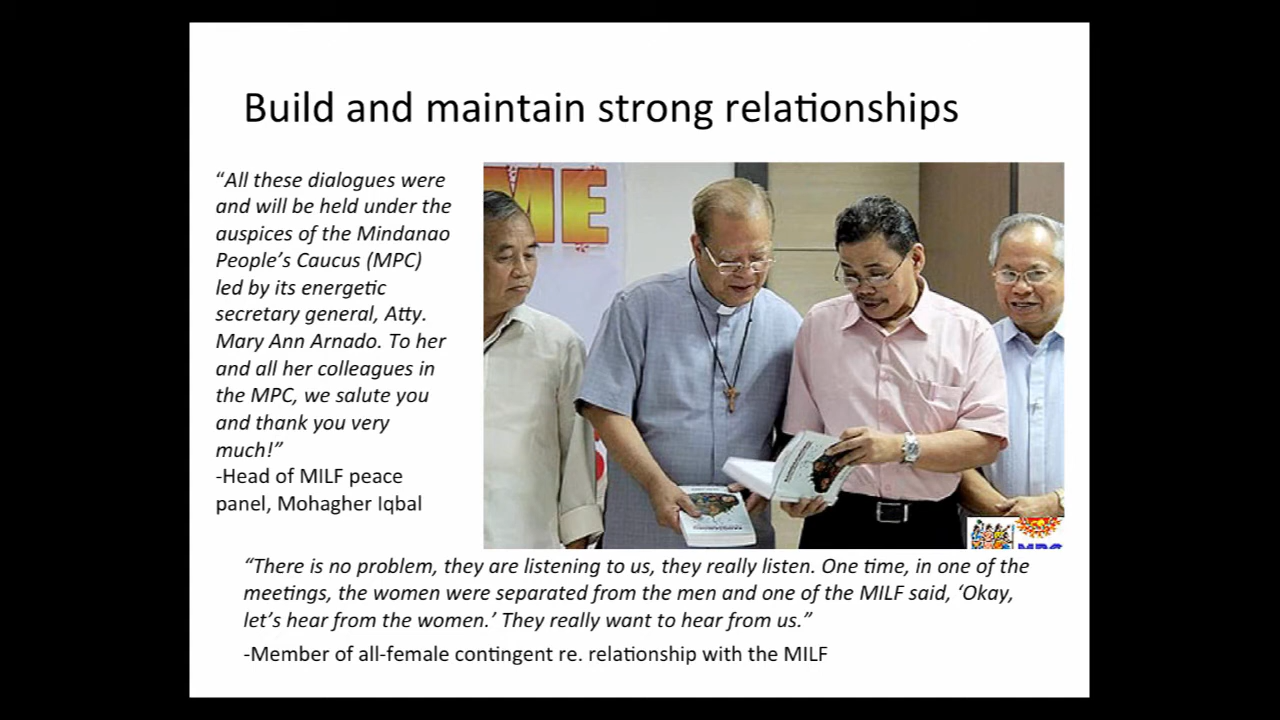 Build and maintain strong relationships
“All these dialogues were
and will be held under the
auspices of the Mindanao
People’s Caucus (MPC)
led by its energetic
secretary general, Atty.
Mary Ann Arnado. To her
and all her colleagues in
the MPC, we salute you
and thank you very
much!”
-Head of MILF peace
panel, Mohagher Iqbal
ME
MPC
“There is no problem, they are listening to us, they really listen. One time, in one of the
meetings, the women were separated from the men and one of the MILF said, ‘Okay,
let’s hear from the women.’ They really want to hear from us.”
-Member of all-female contingent re. relationship with the MILF